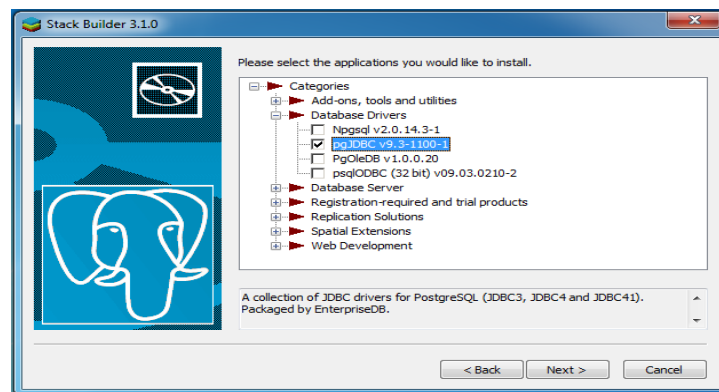 Stack Builder 3.1.0
Please select the applications you would like to install.
Categories
Add-ons, tools and utilities
Database Drivers
Npgsql v2.0.14.3-1
pgJDBC v9.3-1100-1
PgOleDB v1.0.0.20
psqlODBC (32 bit) v09.03.0210-2
Database Server
Registration-required and trial products
Replication Solutions
Spatial Extensions
Web Development
A collection of JDBC drivers for PostgreSQL (JDBC3, JDBC4 and JDBC41).
Packaged by EnterpriseDB.
< Back Next > Cancel